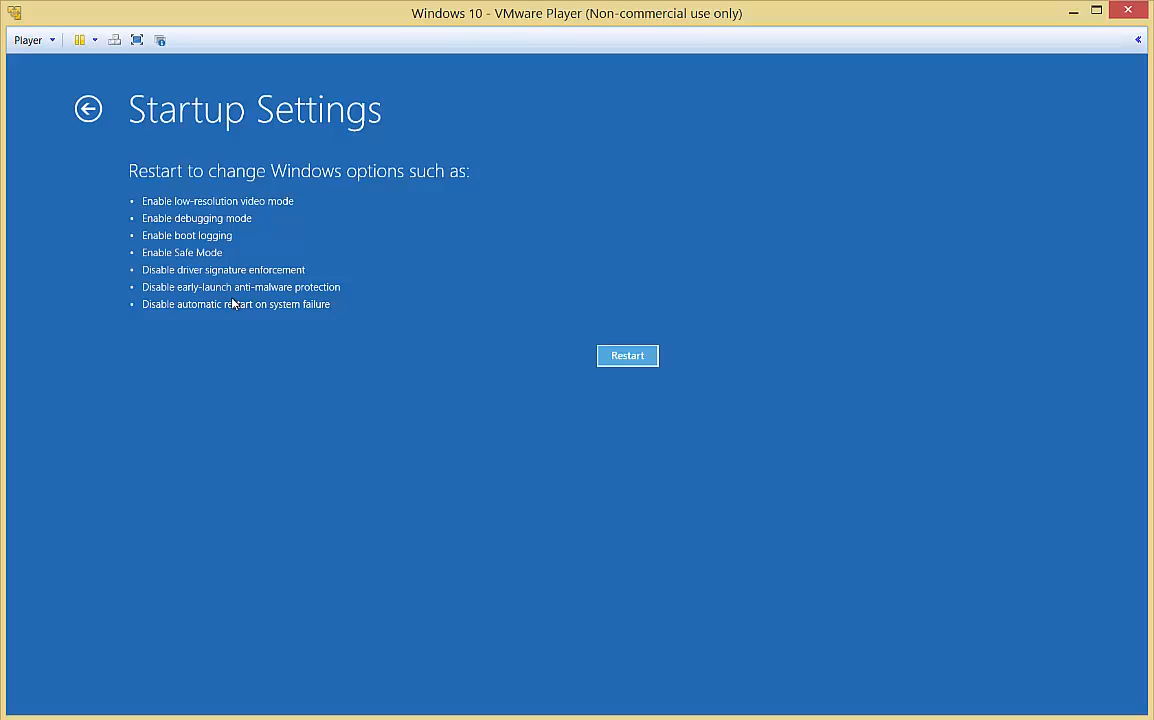 Windows 10 - VMware Player (Non-commercial use only)
Player
Startup Settings
Restart to change Windows options such as:
• Enable low-resolution video mode
• Enable debugging mode
• Enable boot logging
• Enable Safe Mode
• Disable driver signature enforcement
• Disable early-launch anti-malware protection
• Disable automatic restart on system failure
Restart